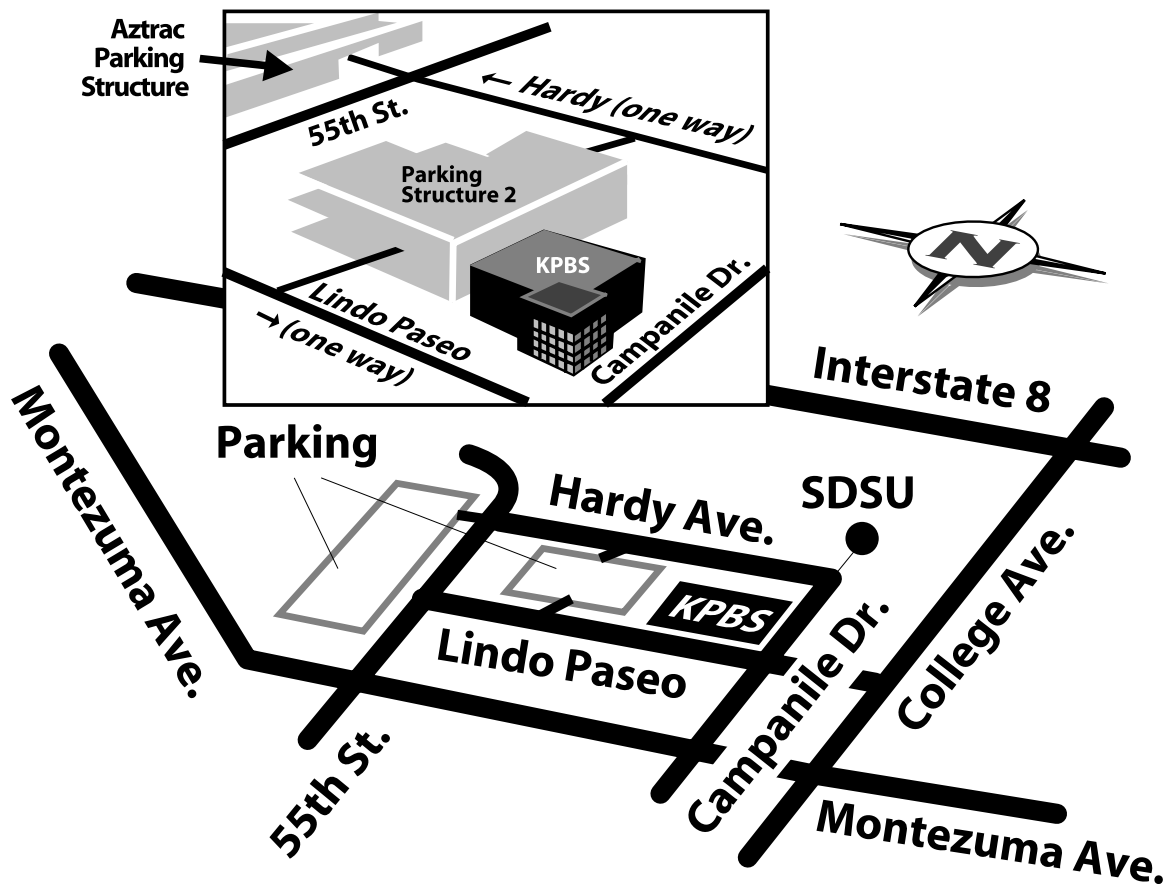 Aztrac
Parking
Structure
← Hardy (one way)
55th St.
Parking
Structure 2
KPBS
Lindo Paseo
→ (one way)
Campanile Dr.
N
Interstate 8
Montezuma Ave.
Parking
Hardy Ave.
SDSU
KPBS
Lindo Paseo
College Ave.
Campanile Dr.
55th St.
Montezuma Ave.